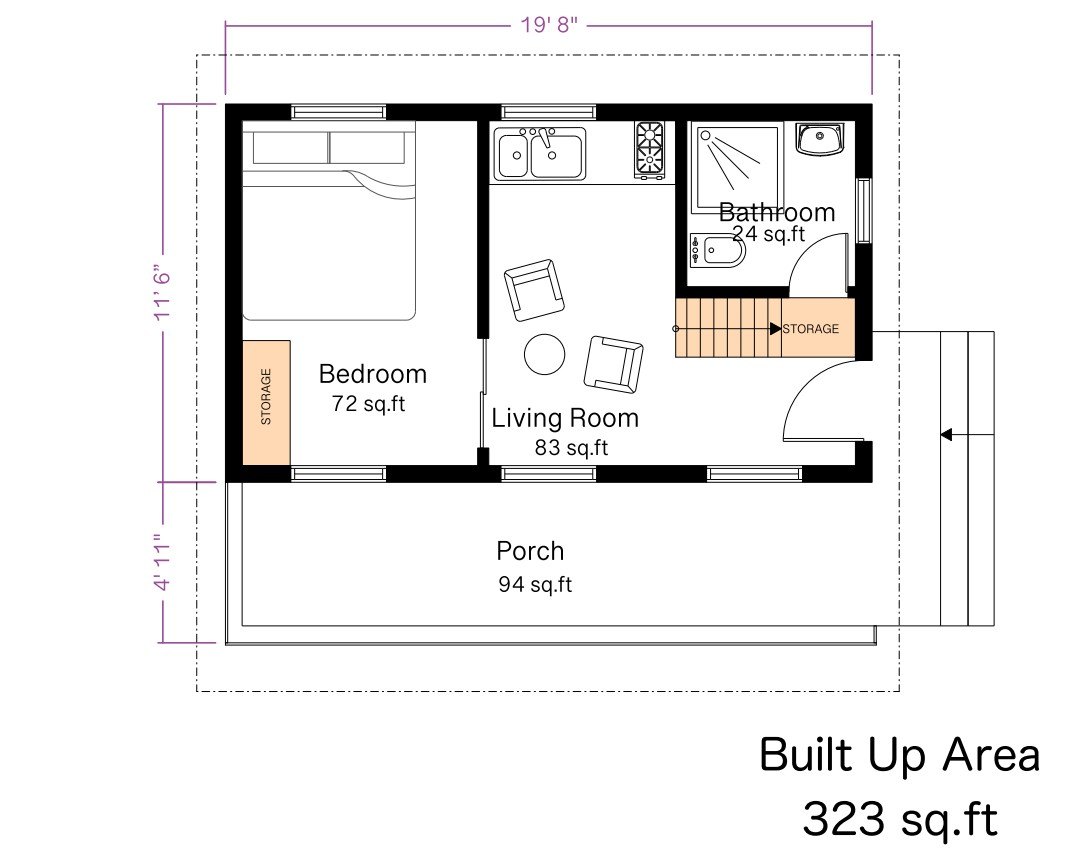 19' 8"
11' 6"
Bathroom
24 sq.ft
STORAGE
STORAGE
Bedroom
72 sq.ft
Living Room
83 sq.ft
4' 11"
Porch
94 sq.ft
Built Up Area
323 sq.ft